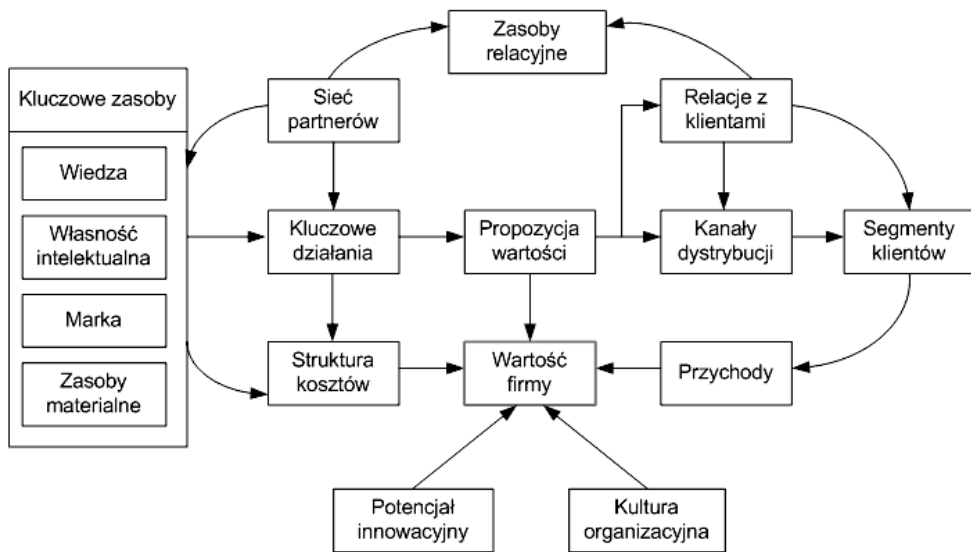 Zasoby
relacyjne
Kluczowe zasoby
Sieć
partnerów
Relacje z
klientami
Wiedza
Własność
intelektualna
Kluczowe
działania
Propozycja
wartości
Kanały
dystrybucji
Segmenty
klientów
Marka
Zasoby
materialne
Struktura
kosztów
Wartość
firmy
Przychody
Potencjał
innowacyjny
Kultura
organizacyjna